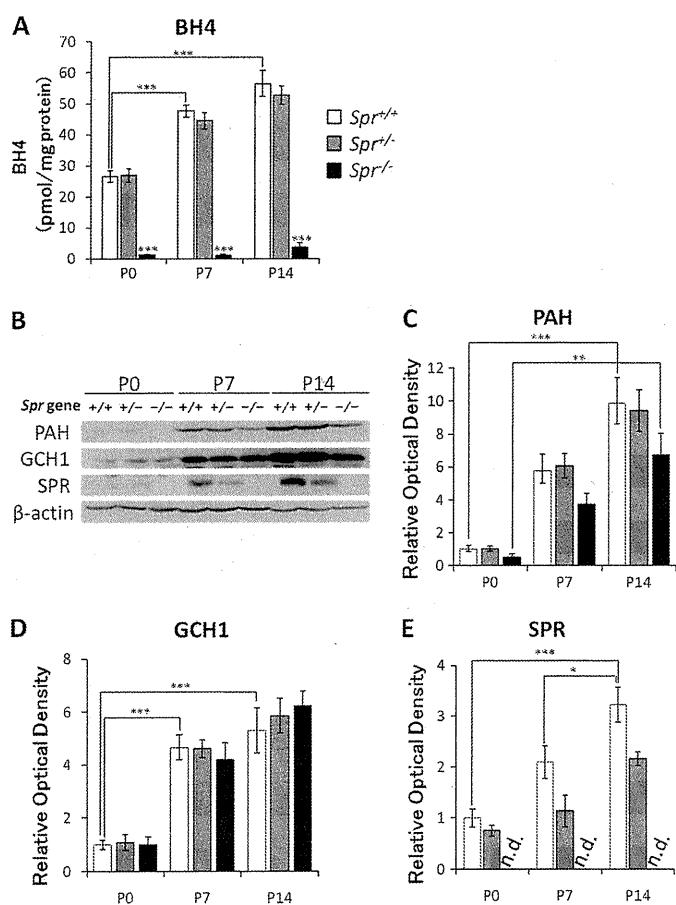 A
BH4
BH4
(pmol/mg protein)
70
60
50
40
30
20
10
0
***
***
***
***
***
P0
P7
P14
Spr+/+
Spr+/-
Spr-/-
B
P0 P7 P14
Spr gene +/+ +/− −/− +/+ +/− −/− +/+ +/− −/−
PAH
GCH1
SPR
β-actin
C
PAH
Relative Optical Density
12
10
8
6
4
2
0
***
**
P0
P7
P14
D
GCH1
Relative Optical Density
8
6
4
2
0
***
***
P0
P7
P14
E
SPR
Relative Optical Density
4
3
2
1
0
***
*
n.d.
n.d.
n.d.
P0
P7
P14